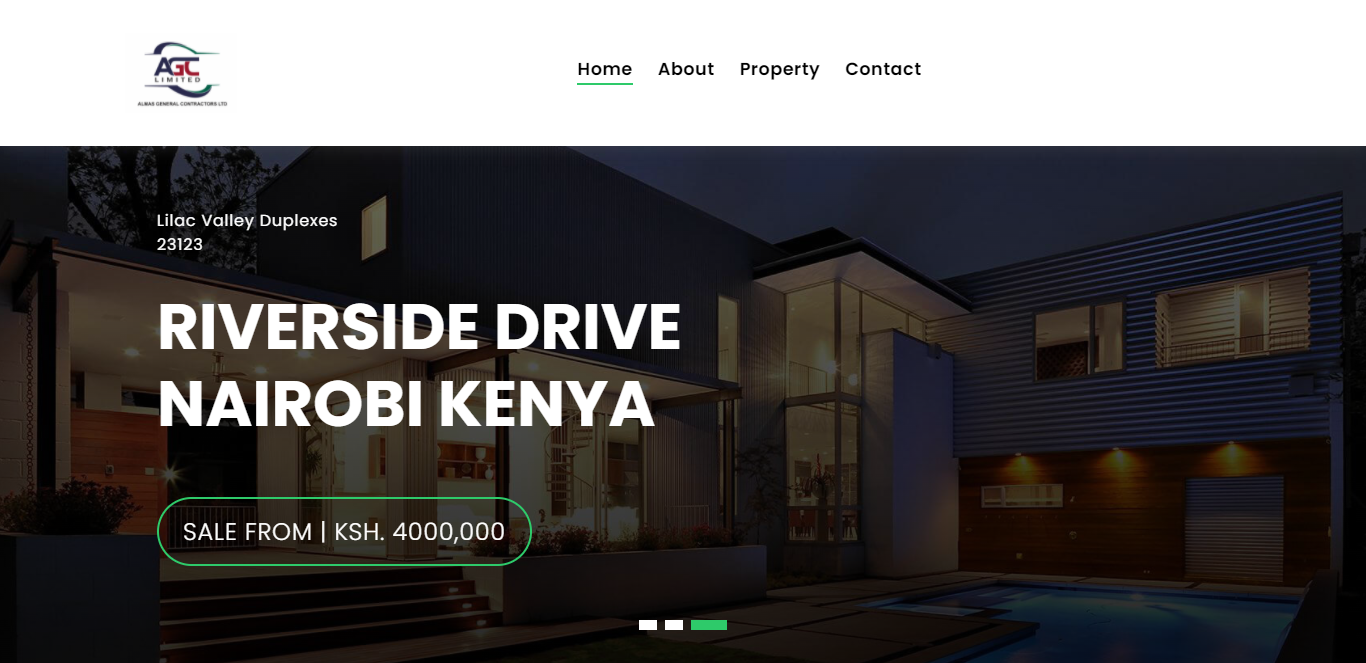 AGC
LIMITED
ALMAS GENERAL CONTRACTORS LTD
Home About Property Contact
Lilac Valley Duplexes
23123
RIVERSIDE DRIVE
NAIROBI KENYA
SALE FROM | KSH. 4000,000